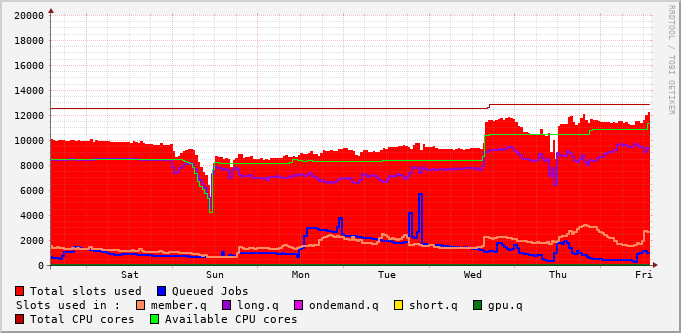 20000
18000
16000
14000
12000
10000
8000
6000
4000
2000
0
Sat Sun Mon Tue Wed Thu Fri
Total slots used Queued Jobs
Slots used in : member.q long.q ondemand.q short.q gpu.q
Total CPU cores Available CPU cores
RRDTOOL / TOBI OETIKER